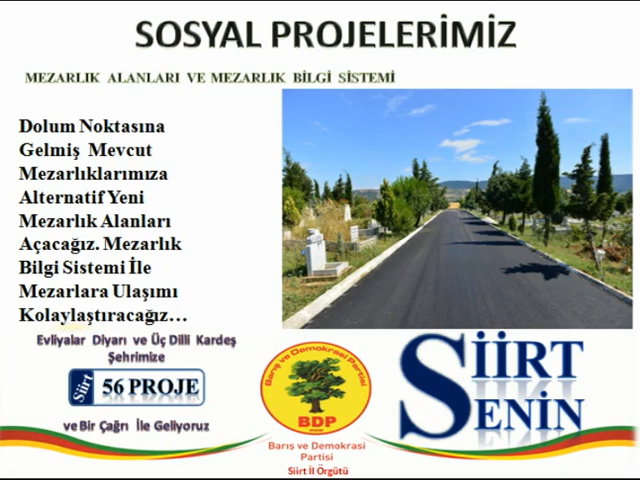 SOSYAL PROJELERİMİZ
MEZARLIK ALANLARI VE MEZARLIK BİLGİ SİSTEMİ
Dolum Noktasına
Gelmiş Mevcut
Mezarlıklarımıza
Alternatif Yeni
Mezarlık Alanları
Açacağız. Mezarlık
Bilgi Sistemi İle
Mezarlara Ulaşımı
Kolaylaştıracağız...
Evliyalar Diyarı ve Üç Dilli Kardeş
Şehrimize
Siirt 56 PROJE
ve Bir Çağrı İle Geliyoruz
Barış ve Demokrasi Partisi
BDP
Barış ve Demokrasi
Partisi
Siirt İl Örgütü
SİİRT
SENİN